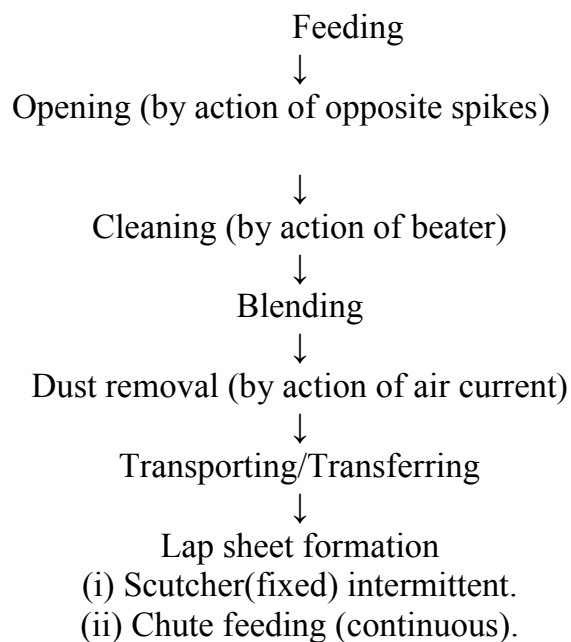 Feeding
↓
Opening (by action of opposite spikes)
↓
Cleaning (by action of beater)
↓
Blending
↓
Dust removal (by action of air current)
↓
Transporting/Transferring
↓
Lap sheet formation
(i) Scutcher(fixed) intermittent.
(ii) Chute feeding (continuous).